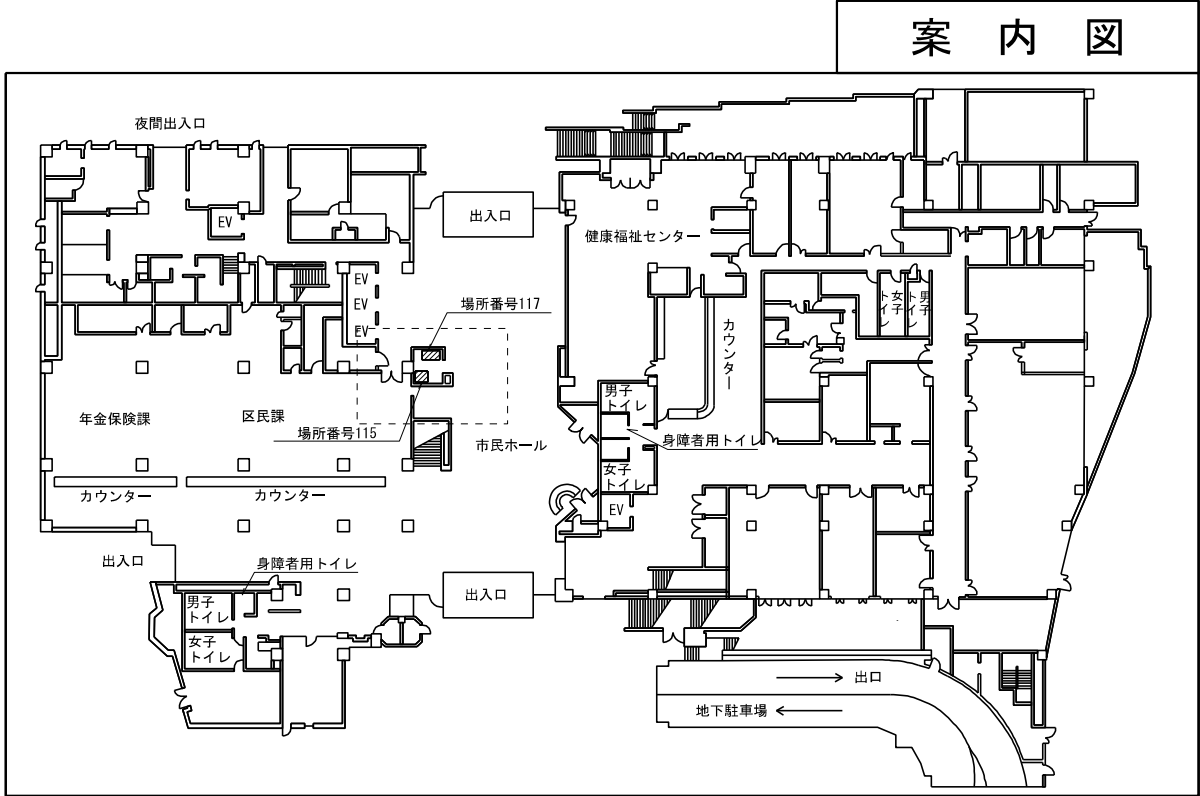 案内図
夜間出入口
EV
出入口
健康福祉センター
EV
EV
EV
場所番号117
女子
トイレ
男子
トイレ
カウンター
年金保険課
区民課
場所番号115
市民ホール
男子
トイレ
身障者用トイレ
女子
トイレ
カウンター
カウンター
EV
出入口
身障者用トイレ
男子
トイレ
女子
トイレ
出入口
出口
地下駐車場